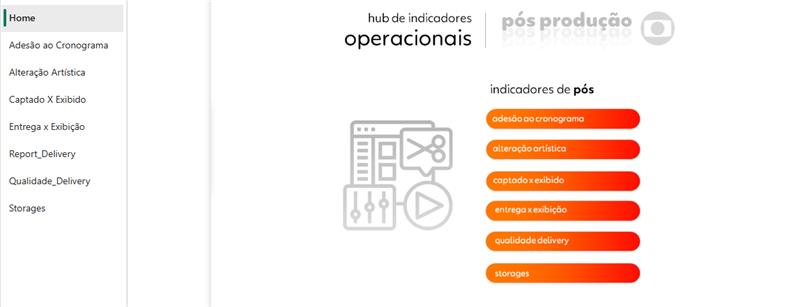 Home
Adesão ao Cronograma
Alteração Artística
Captado X Exibido
Entrega x Exibição
Report_Delivery
Qualidade_Delivery
Storages
hub de indicadores
operacionais
pós produção
indicadores de pós
adesão ao cronograma
alteração artística
captado x exibido
entrega x exibição
qualidade delivery
storages